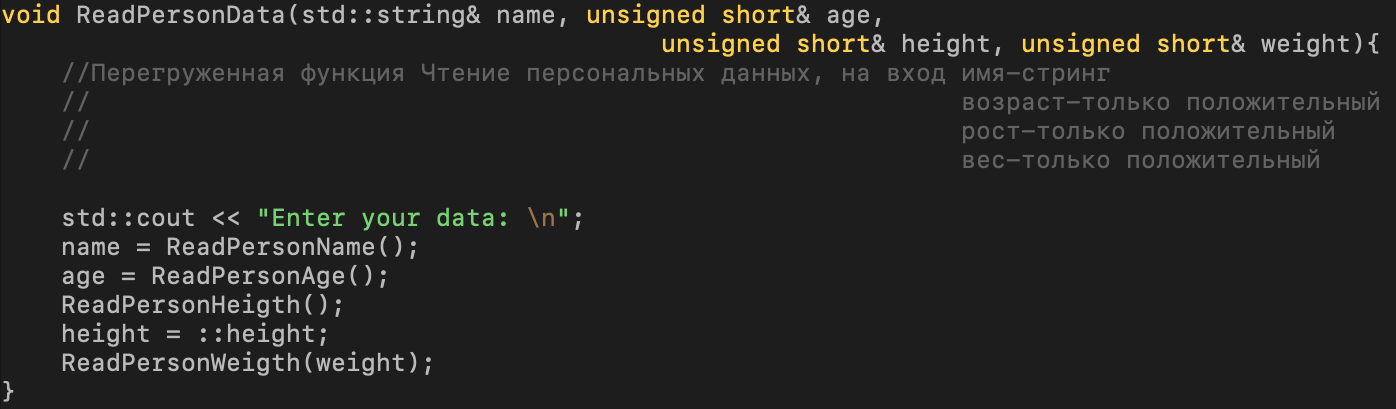 void ReadPersonData(std::string& name, unsigned short& age,
unsigned short& height, unsigned short& weight){
//Перегруженная функция Чтение персональных данных, на вход имя-стринг
// возраст-только положительный
// рост-только положительный
// вес-только положительный
std::cout << "Enter your data: \n";
name = ReadPersonName();
age = ReadPersonAge();
ReadPersonHeigth();
height = ::height;
ReadPersonWeigth(weight);
}